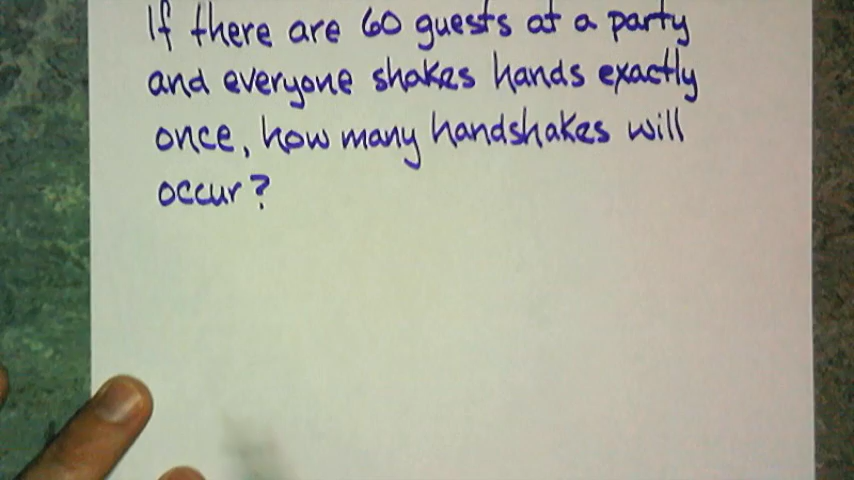 If there are 60 guests at a party
and everyone shakes hands exactly
once, how many handshakes will
occur?